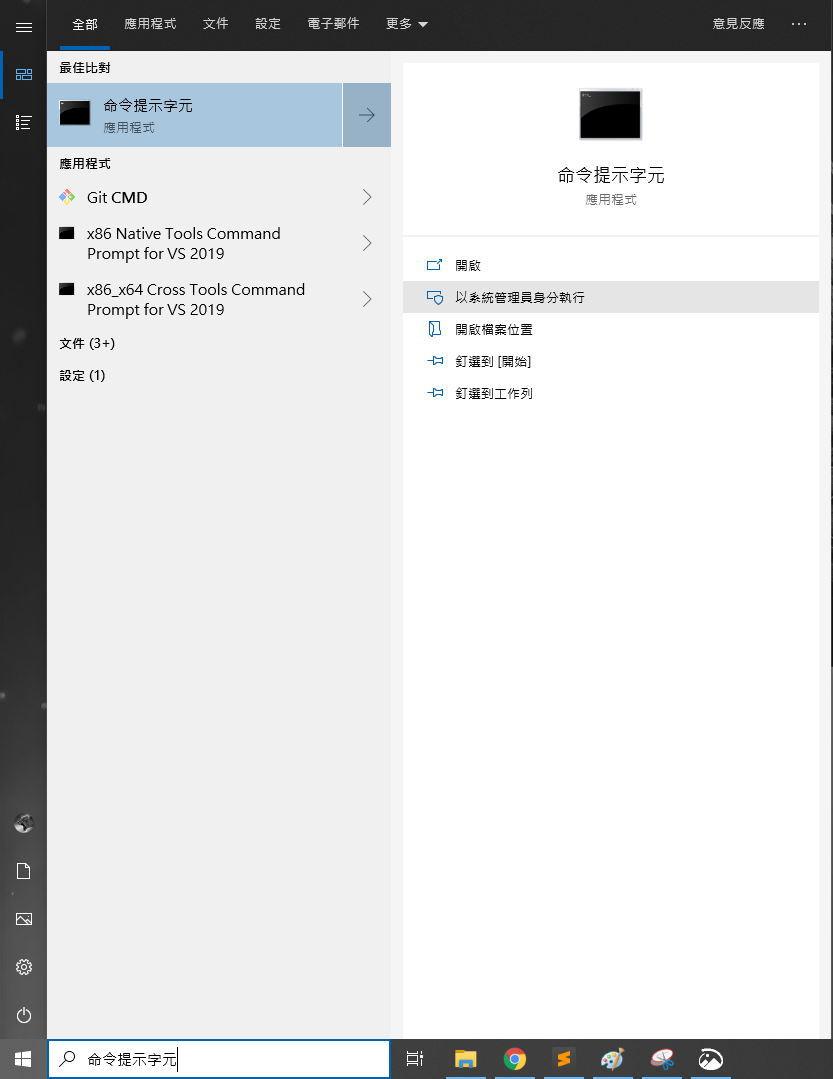 全部 應用程式 文件 設定 電子郵件 更多 意見反應 ···
最佳比對
命令提示字元
應用程式
應用程式
Git CMD
x86 Native Tools Command
Prompt for VS 2019
x86_x64 Cross Tools Command
Prompt for VS 2019
文件 (3+)
設定 (1)
命令提示字元
應用程式
開啟
以系統管理員身分執行
開啟檔案位置
釘選到 [開始]
釘選到工作列
命令提示字元